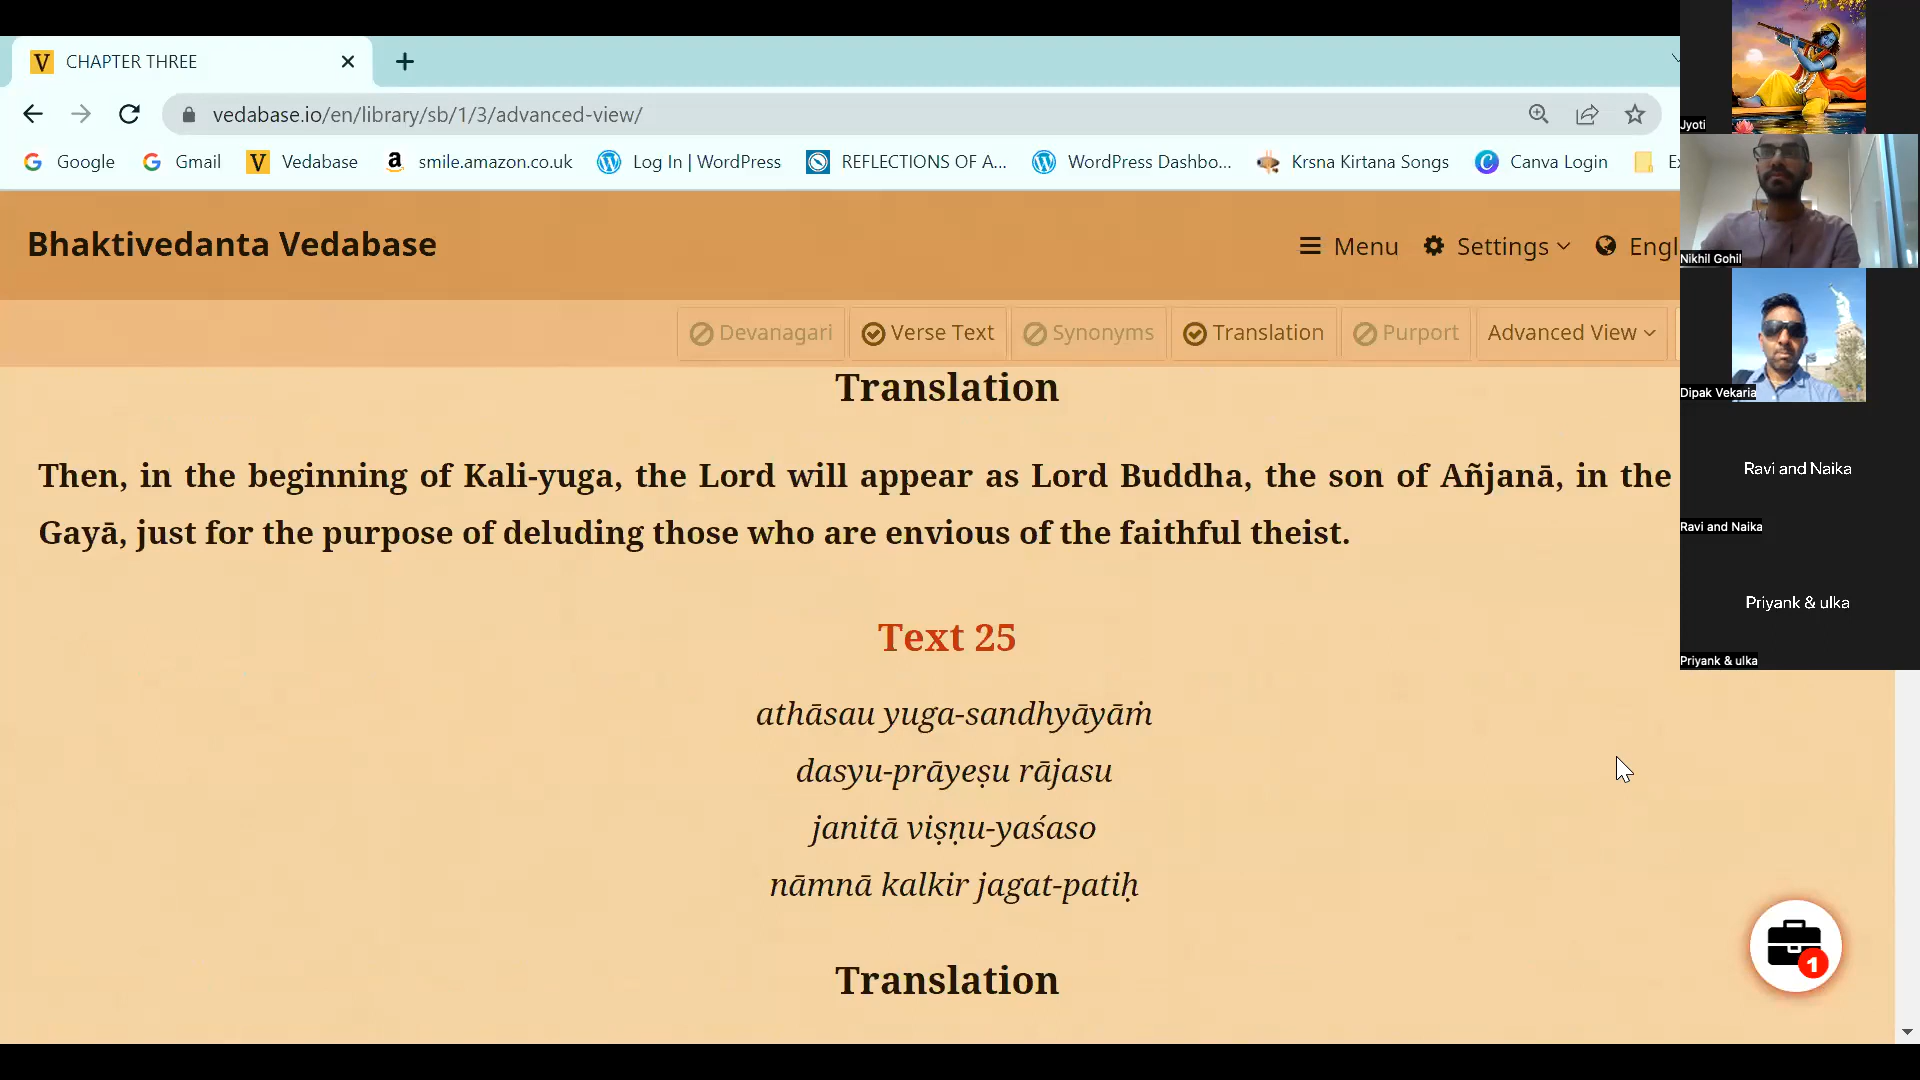 CHAPTER THREE
vedabase.io/en/library/sb/1/3/advanced-view/
Google Gmail Vedabase smile.amazon.co.uk Log In | WordPress REFLECTIONS OF A... WordPress Dashbo... Krsna Kirtana Songs Canva Login
Bhaktivedanta Vedabase
Menu Settings Engl
Devanagari Verse Text Synonyms Translation Purport Advanced View
Translation
Then, in the beginning of Kali-yuga, the Lord will appear as Lord Buddha, the son of Añjanā, in the
Gayā, just for the purpose of deluding those who are envious of the faithful theist.
Text 25
athāsau yuga-sandhyāyāṁ
dasyu-prāyeṣu rājasu
janitā viṣṇu-yaśaso
nāmnā kalkir jagat-patiḥ
Translation
1
Jyoti
Nikhil Gohil
Dipak Vekaria
Ravi and Naika
Ravi and Naika
Priyank & ulka
Priyank & ulka